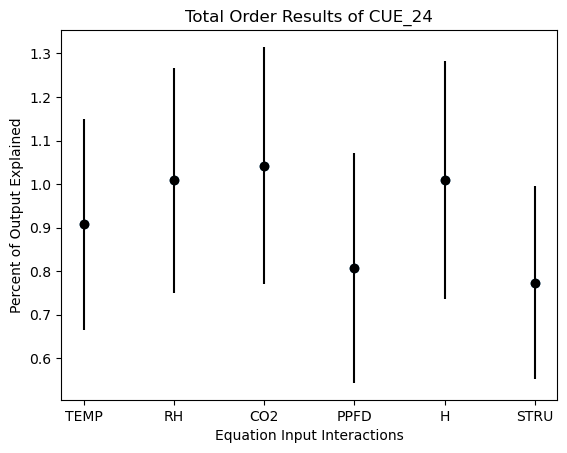 Total Order Results of CUE_24
Percent of Output Explained
1.3
1.2
1.1
1.0
0.9
0.8
0.7
0.6
TEMP RH CO2 PPFD H STRU
Equation Input Interactions